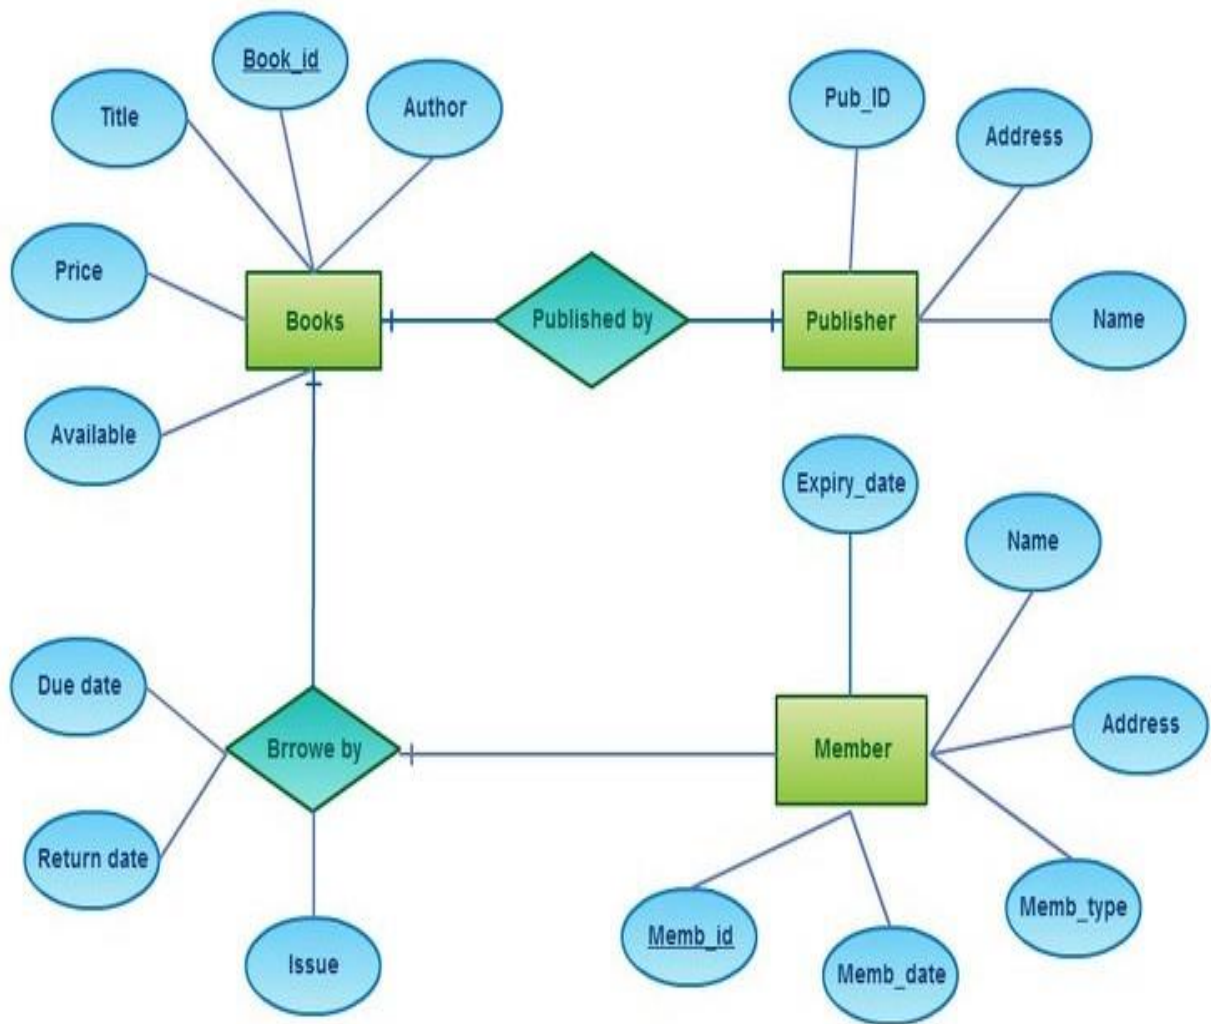 Book_id
Title
Author
Pub_ID
Address
Price
Books
Published by
Publisher
Name
Available
Expiry_date
Name
Due date
Brrowe by
Member
Address
Return date
Memb_type
Memb_id
Issue
Memb_date